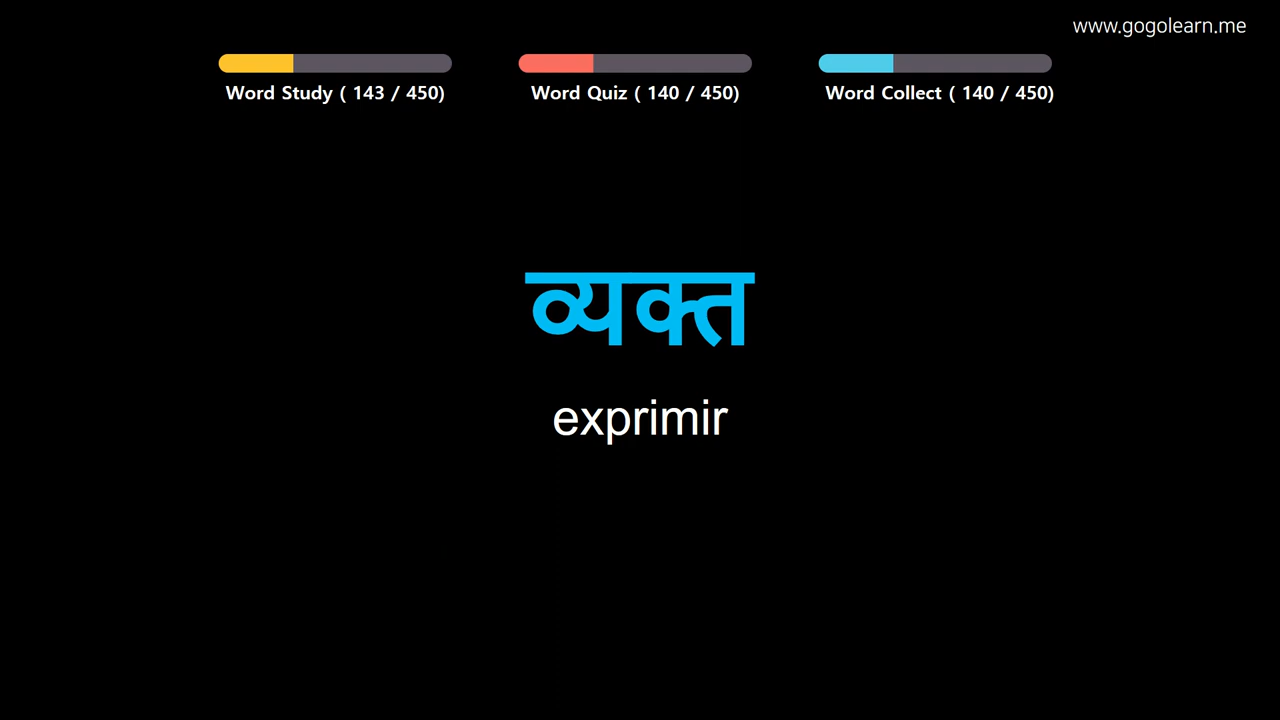 www.gogolearn.me
Word Study ( 143 / 450)
Word Quiz ( 140 / 450)
Word Collect ( 140 / 450)
व्यक्त
exprimir